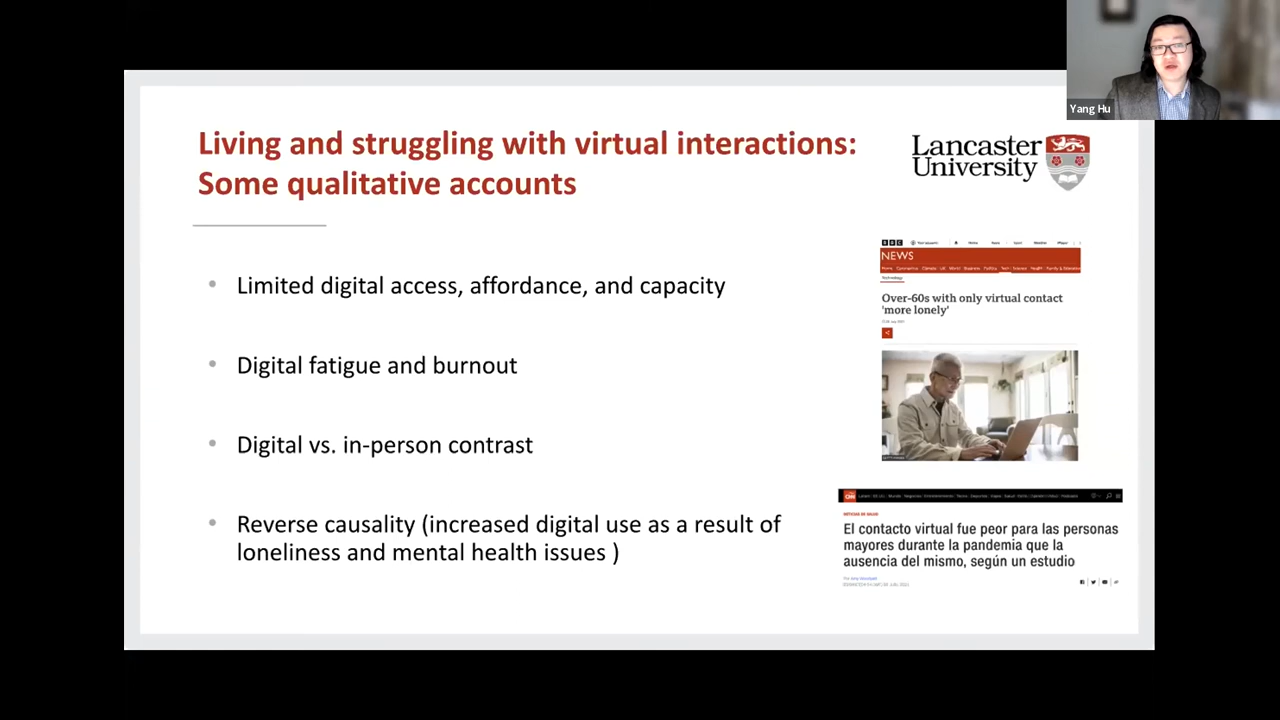 Yang Hu
Living and struggling with virtual interactions:
Some qualitative accounts
Lancaster
University
• Limited digital access, affordance, and capacity
• Digital fatigue and burnout
• Digital vs. in-person contrast
• Reverse causality (increased digital use as a result of
loneliness and mental health issues )
BBC
NEWS
Technology
Over-60s with only virtual contact
'more lonely'
CNN
NOTICIAS DE SALUD
El contacto virtual fue peor para las personas
mayores durante la pandemia que la
ausencia del mismo, según un estudio